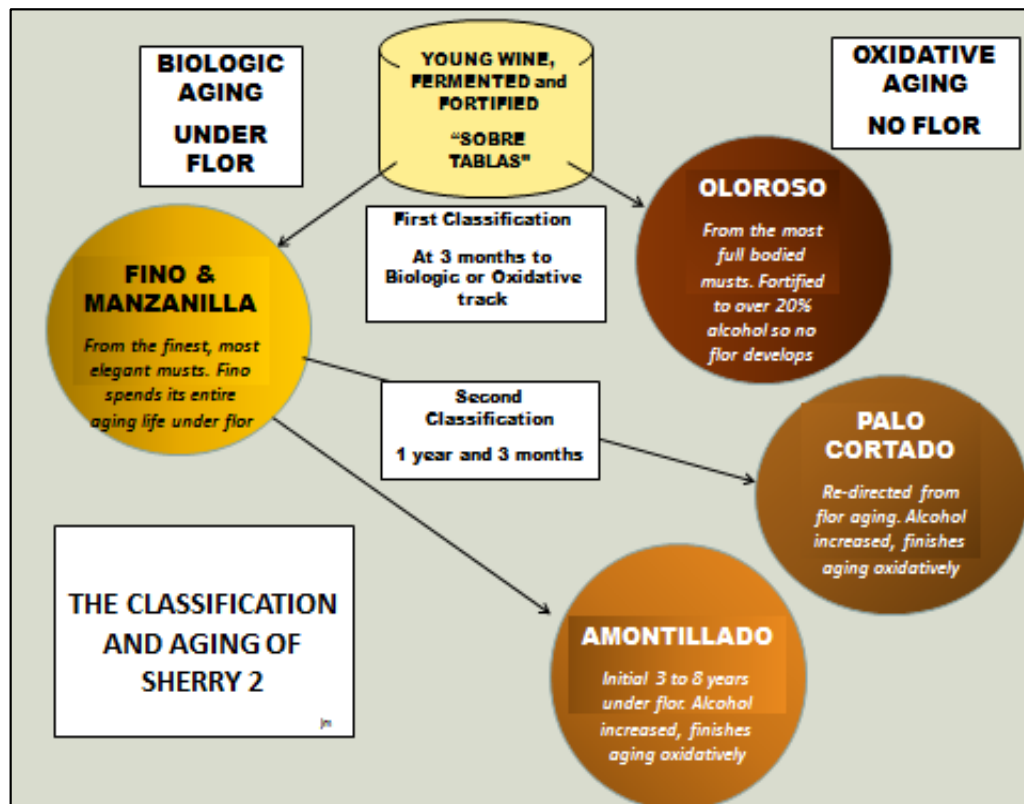 BIOLOGIC
AGING
UNDER
FLOR
YOUNG WINE,
FERMENTED and
FORTIFIED
“SOBRE
TABLAS”
OXIDATIVE
AGING
NO FLOR
First Classification
At 3 months to
Biologic or Oxidative
track
OLOROSO
From the most
full bodied
musts. Fortified
to over 20%
alcohol so no
flor develops
FINO &
MANZANILLA
From the finest, most
elegant musts. Fino
spends its entire
aging life under flor
Second
Classification
1 year and 3 months
PALO
CORTADO
Re-directed from
flor aging. Alcohol
increased, finishes
aging oxidatively
THE CLASSIFICATION
AND AGING OF
SHERRY 2
jm
AMONTILLADO
Initial 3 to 8 years
under flor. Alcohol
increased, finishes
aging oxidatively